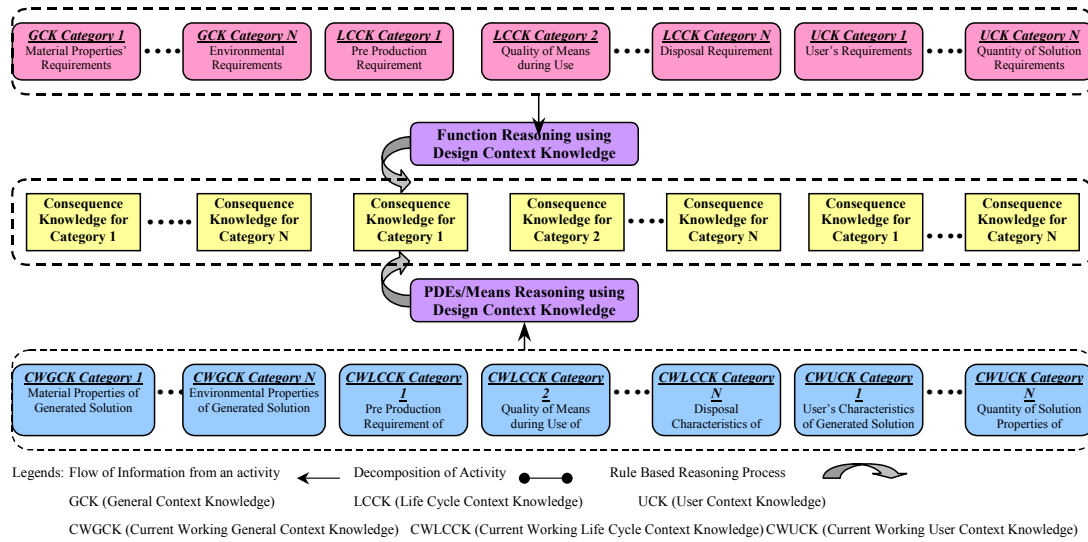 GCK Category 1
Material Properties'
Requirements
GCK Category N
Environmental
Requirements
LCCK Category 1
Pre Production
Requirement
LCCK Category 2
Quality of Means
during Use
LCCK Category N
Disposal Requirement
UCK Category 1
User's Requirements
UCK Category N
Quantity of Solution
Requirements
Function Reasoning using
Design Context Knowledge
Consequence
Knowledge for
Category 1
Consequence
Knowledge for
Category N
Consequence
Knowledge for
Category 1
Consequence
Knowledge for
Category 2
Consequence
Knowledge for
Category N
Consequence
Knowledge for
Category 1
Consequence
Knowledge for
Category N
PDEs/Means Reasoning using
Design Context Knowledge
CWGCK Category 1
Material Properties of
Generated Solution
CWGCK Category N
Environmental Properties
of Generated Solution
CWLCCK Category
1
Pre Production
Requirement of
CWLCCK Category
2
Quality of Means
during Use of
CWLCCK Category
N
Disposal
Characteristics of
CWUCK Category
1
User's Characteristics
of Generated Solution
CWUCK Category
N
Quantity of Solution
Properties of
Legends: Flow of Information from an activity
Decomposition of Activity
Rule Based Reasoning Process
GCK (General Context Knowledge)
LCCK (Life Cycle Context Knowledge)
UCK (User Context Knowledge)
CWGCK (Current Working General Context Knowledge)
CWLCCK (Current Working Life Cycle Context Knowledge)
CWUCK (Current Working User Context Knowledge)